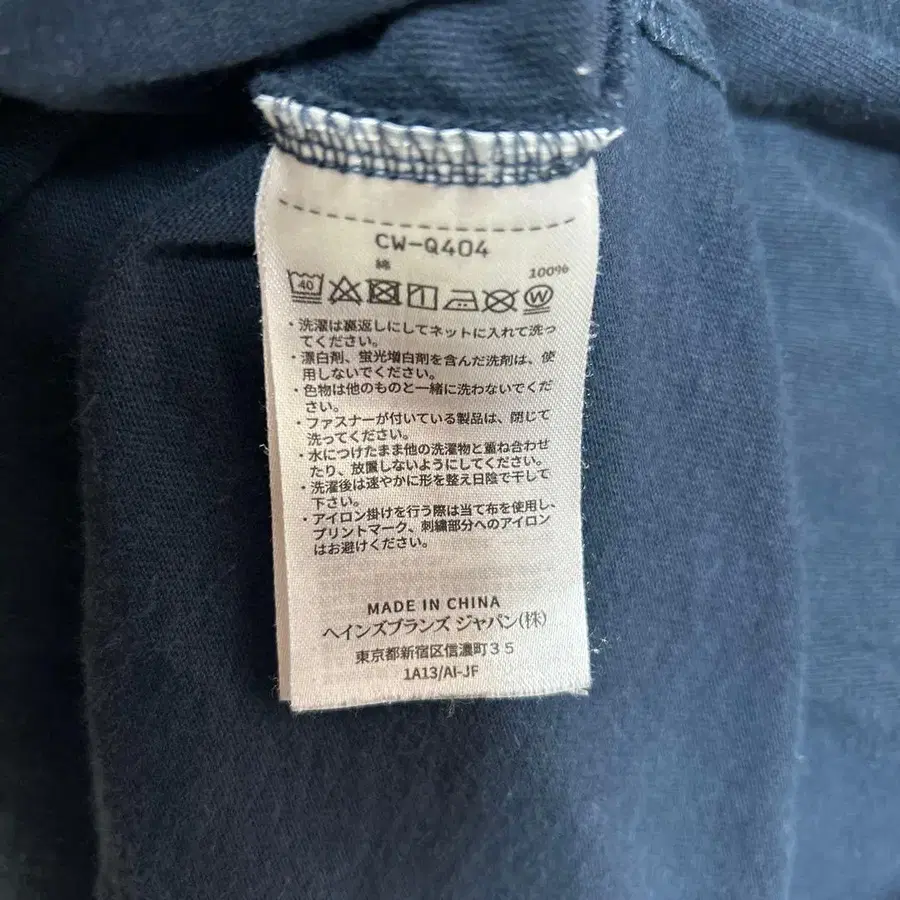 CW-Q404
綿 100%
40
・洗濯は裏返しにしてネットに入れて洗っ
てください。
・漂白剤、蛍光増白剤を含んだ洗剤は、使
用しないでください。
・色物は他のものと一緒に洗わないでくだ
さい。
・ファスナーが付いている製品は、閉じて
洗ってください。
・水につけたまま他の洗濯物と重ね合わせ
たり、放置しないようにしてください。
・洗濯後は速やかに形を整え日陰で干して
下さい。
・アイロン掛けを行う際は当て布を使用し、
プリントマーク、刺繍部分へのアイロン
はお避けください。
MADE IN CHINA
ヘインズブランズ ジャパン(株)
東京都新宿区信濃町35
1A13/AI-JF